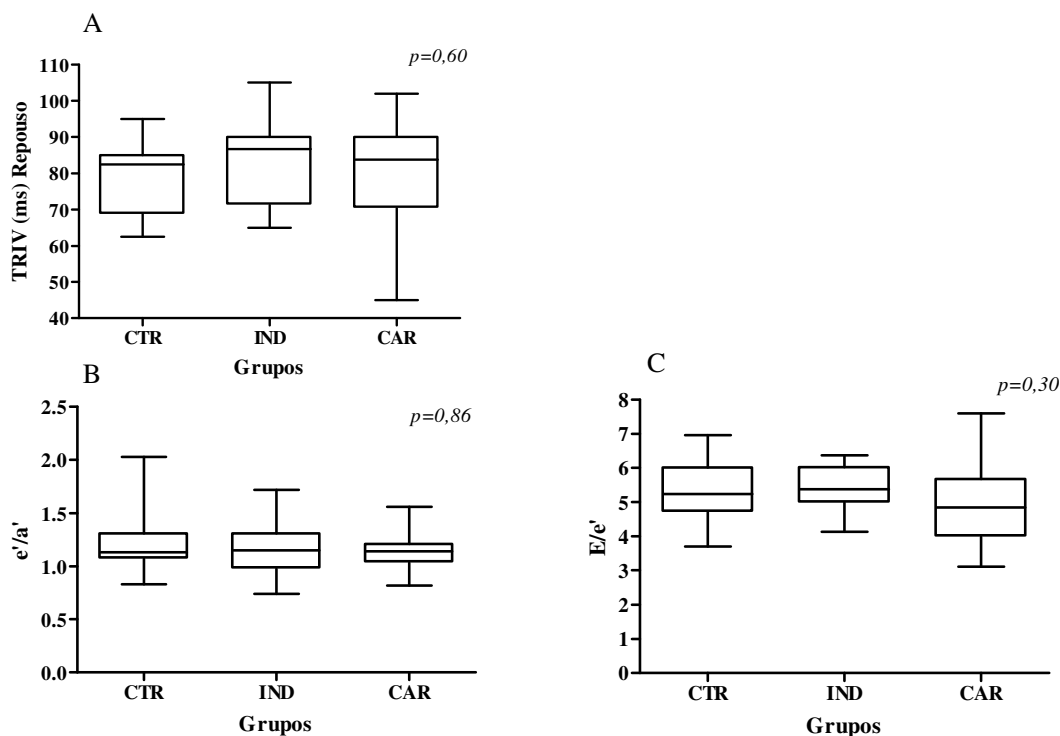 A
p=0,60
TRIV (ms) Repouso
110
100
90
80
70
60
50
40
CTR IND CAR
Grupos
B
p=0,86
e'/a'
2.5
2.0
1.5
1.0
0.5
0.0
CTR IND CAR
Grupos
C
p=0,30
E/e'
8
7
6
5
4
3
2
1
0
CTR IND CAR
Grupos